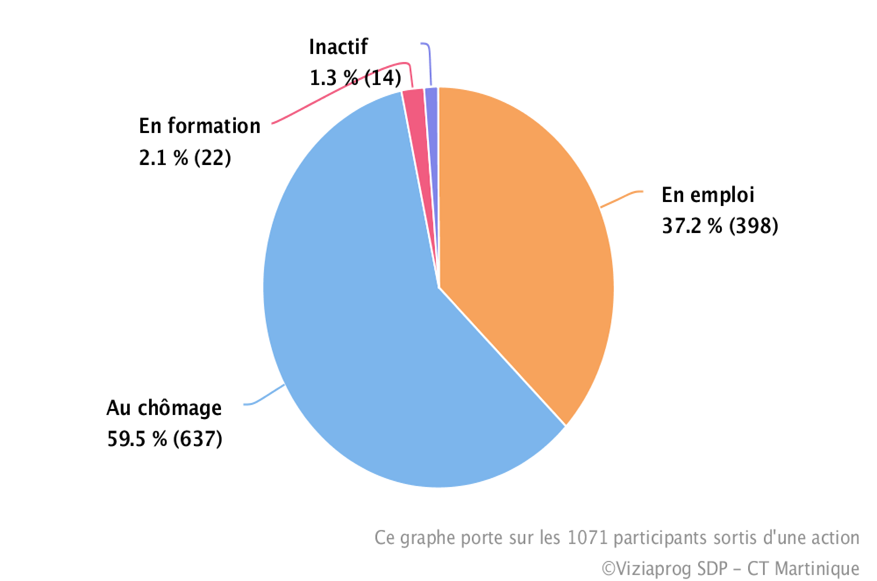 Inactif
1.3 % (14)
En formation
2.1 % (22)
En emploi
37.2 % (398)
Au chômage
59.5 % (637)
Ce graphe porte sur les 1071 participants sortis d'une action
©Viziaprog SDP – CT Martinique